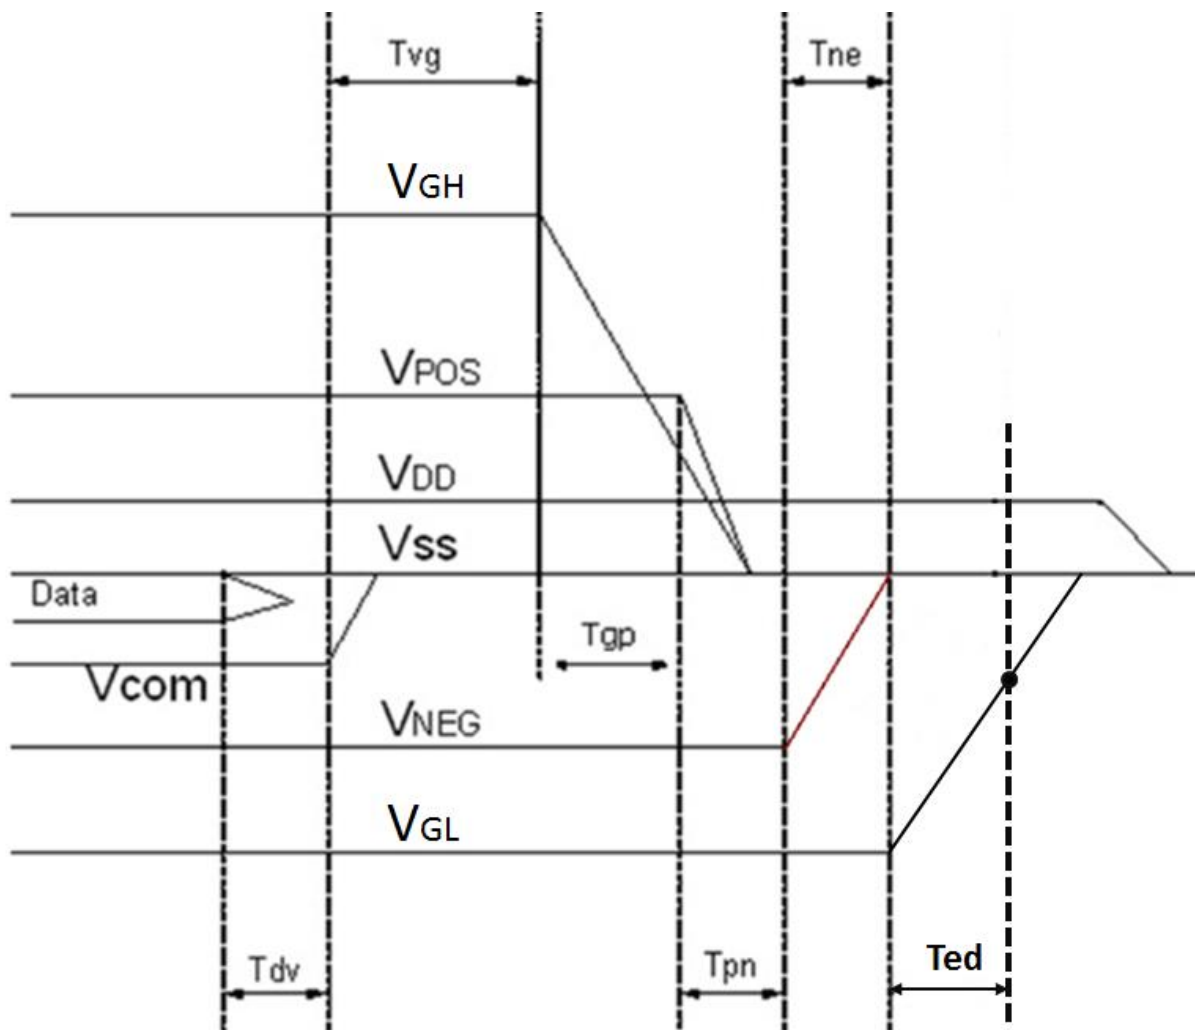 Tvg
Tne
VGH
VPOS
VDD
Vss
Data
Tgp
Vcom
VNEG
VGL
Tdv
Tpn
Ted